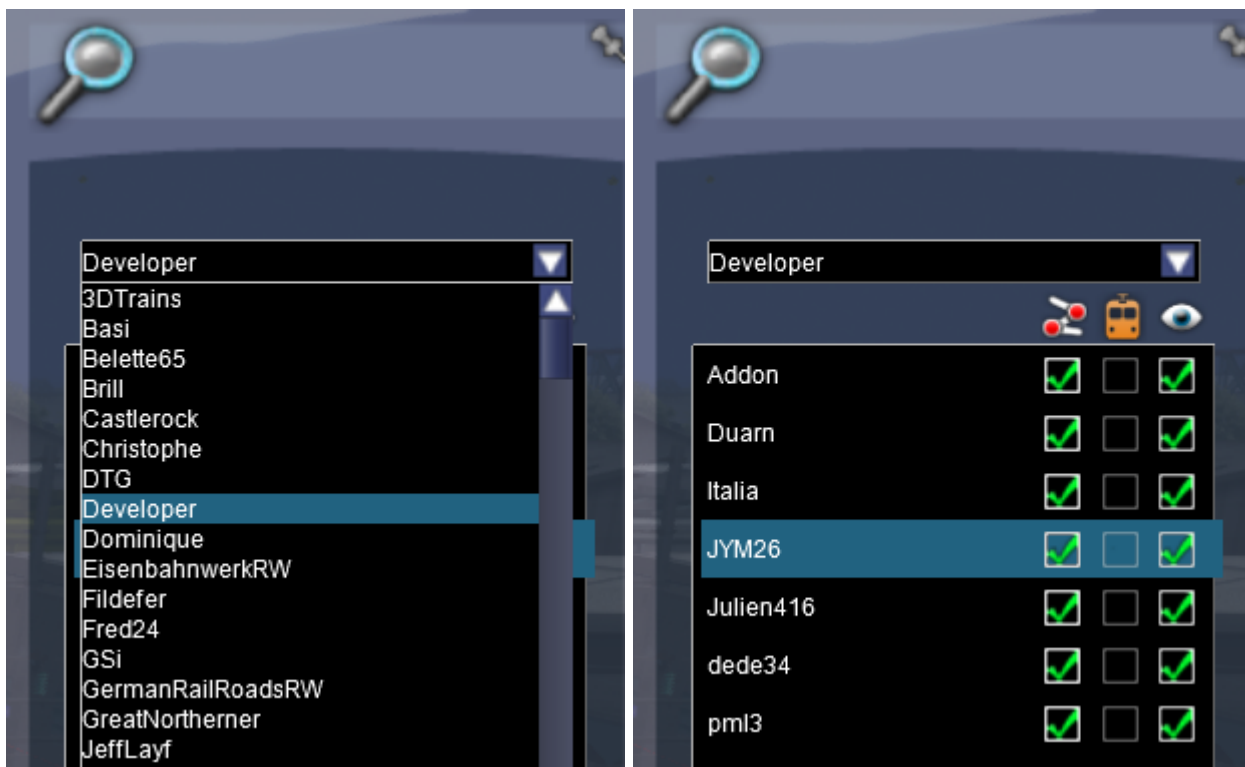 Developer
3DTrains
Basi
Belette65
Brill
Castlerock
Christophe
DTG
Developer
Dominique
EisenbahnwerkRW
Fildefer
Fred24
GSi
GermanRailRoadsRW
GreatNortherner
JeffLayf
Developer
Addon
Duarn
Italia
JYM26
Julien416
dede34
pml3